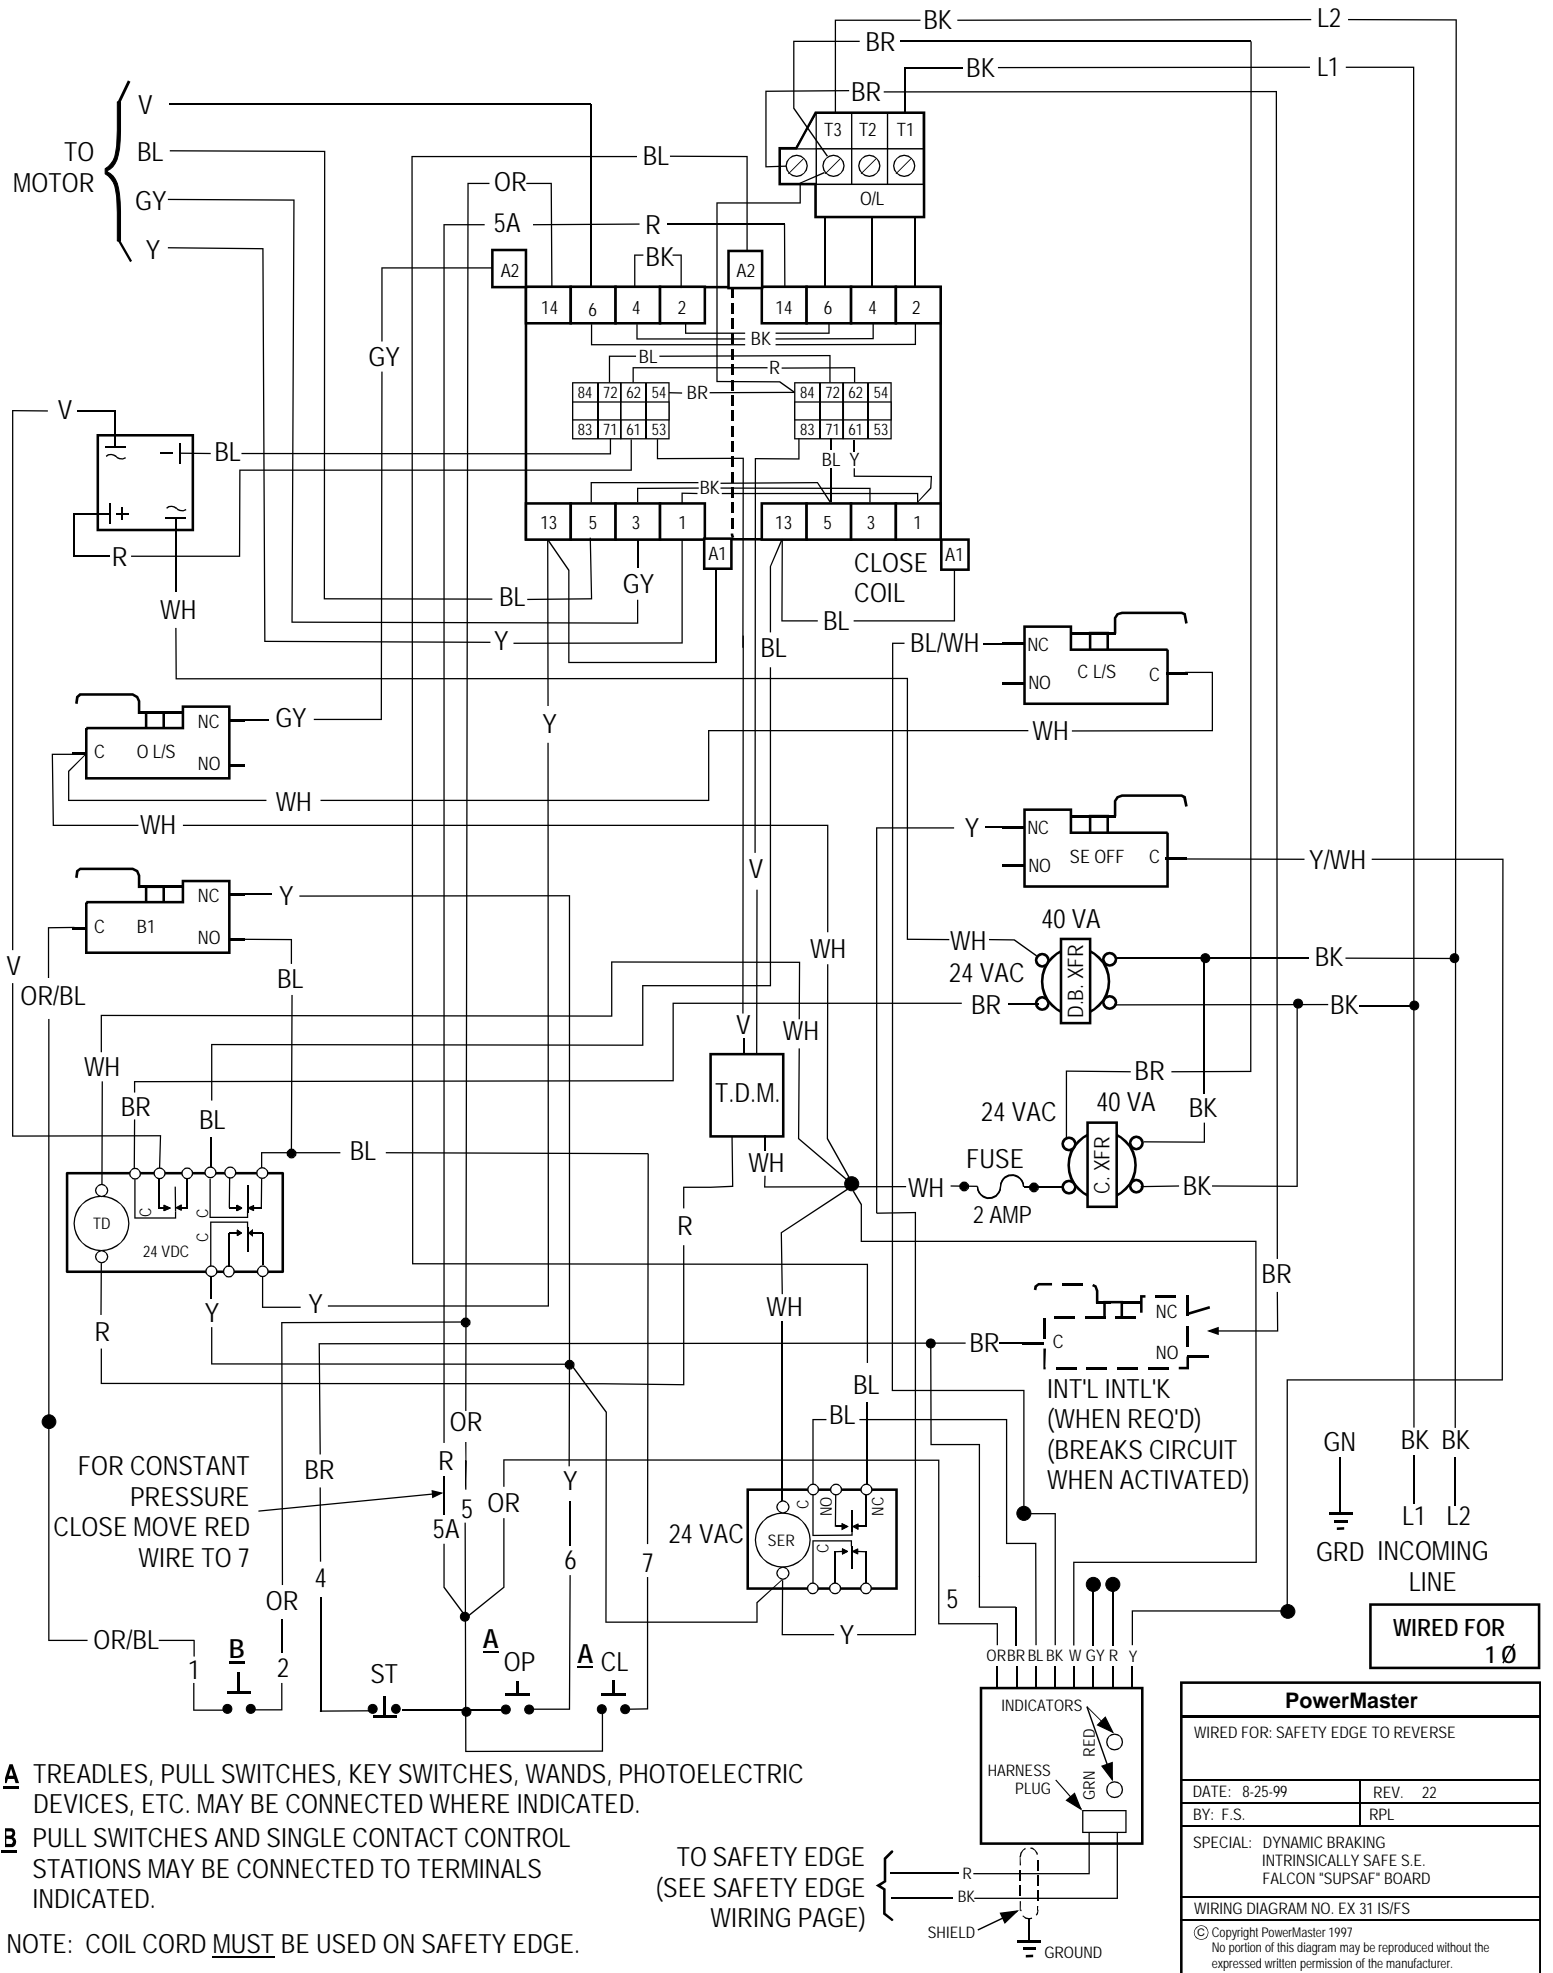 BK
L2
BR
BK
L1
BR
V
TO
MOTOR
BL
GY
Y
T3 T2 T1
O/L
BL
OR
5A
R
A2
BK
A2
14 6 4 2
14 6 4 2
BK
GY
BL
R
84 72 62 54
BR
84 72 62 54
83 71 61 53
83 71 61 53
BL Y
V
BL
R
BK
13 5 3 1
13 5 3 1
A1
A1
CLOSE
COIL
GY
WH
BL
BL
Y
BL
BL/WH
NC
C L/S
C
NO
GY
NC
C
O L/S
NO
Y
WH
WH
WH
Y
NC
SE OFF
C
NO
Y/WH
V
Y
NC
C
B1
NO
40 VA
WH
WH
24 VAC
D.B. XFR
BK
V
OR/BL
BL
BR
BK
V
WH
WH
BR
BL
T.D.M.
BR
24 VAC
40 VA
BK
BL
WH
FUSE
WH
C. XFR
BK
2 AMP
TD
C
C
C
24 VDC
R
BR
Y
Y
R
WH
NC
BR
C
NO
INT'L INTL'K
(WHEN REQ'D)
(BREAKS CIRCUIT
WHEN ACTIVATED)
BL
BL
OR
GN
BK BK
FOR CONSTANT
PRESSURE
CLOSE MOVE RED
WIRE TO 7
BR
R
5
5A
OR
Y
24 VAC
SER
C
NO
NC
C
L1 L2
GRD INCOMING
LINE
4
6
7
OR
5
Y
WIRED FOR
1Ø
OR/BL
1
B
2
ST
A
OP
A
CL
OR BR BL BK W GY R Y
INDICATORS
RED
GRN
HARNESS
PLUG
PowerMaster
WIRED FOR: SAFETY EDGE TO REVERSE
DATE: 8-25-99
REV. 22
BY: F.S.
RPL
SPECIAL: DYNAMIC BRAKING
INTRINSICALLY SAFE S.E.
FALCON "SUPSAF" BOARD
WIRING DIAGRAM NO. EX 31 IS/FS
© Copyright PowerMaster 1997
No portion of this diagram may be reproduced without the
expressed written permission of the manufacturer.
A TREADLES, PULL SWITCHES, KEY SWITCHES, WANDS, PHOTOELECTRIC
DEVICES, ETC. MAY BE CONNECTED WHERE INDICATED.
B PULL SWITCHES AND SINGLE CONTACT CONTROL
STATIONS MAY BE CONNECTED TO TERMINALS
INDICATED.
NOTE: COIL CORD MUST BE USED ON SAFETY EDGE.
TO SAFETY EDGE
(SEE SAFETY EDGE
WIRING PAGE)
R
BK
SHIELD
GROUND